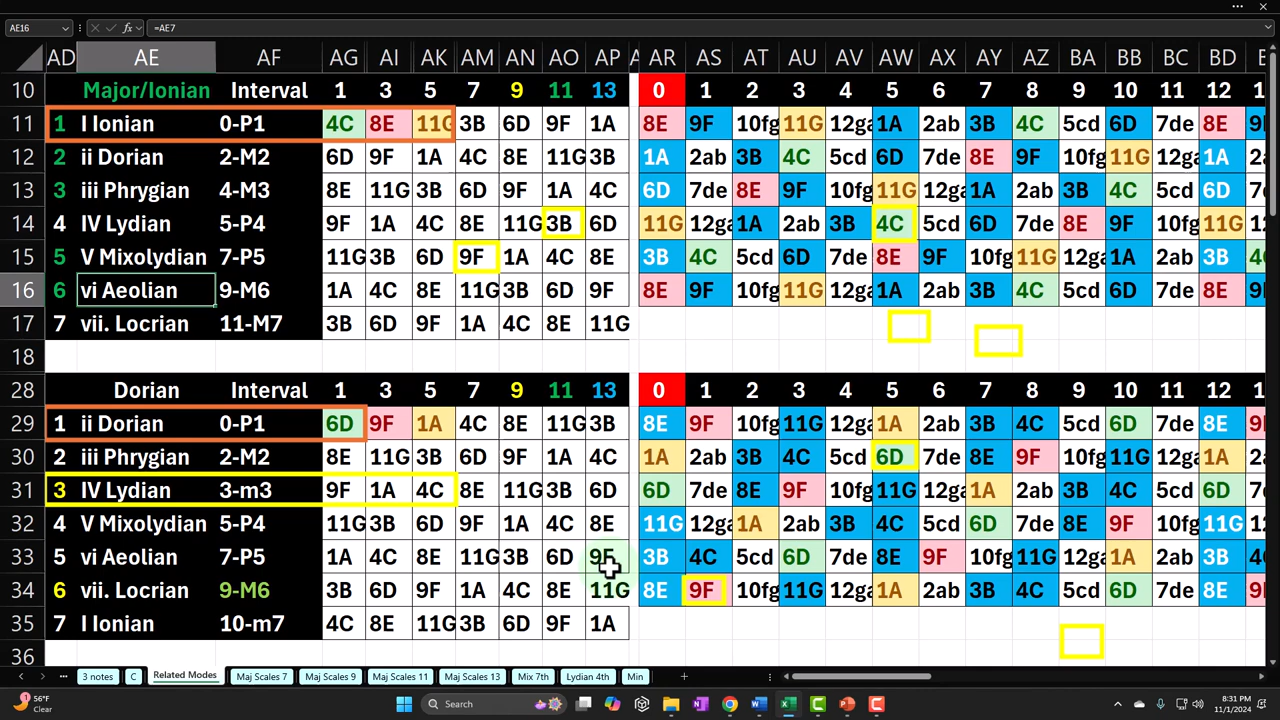 AE16 fx =AE7
AD AE AF AG AI AK AM AN AO AP A AR AS AT AU AV AW AX AY AZ BA BB BC BD
10 Major/Ionian Interval 1 3 5 7 9 11 13 0 1 2 3 4 5 6 7 8 9 10 11 12
11 1 I Ionian 0-P1 4C 8E 11G 3B 6D 9F 1A 8E 9F 10fg 11G 12ga 1A 2ab 3B 4C 5cd 6D 7de 8E 9F
12 2 ii Dorian 2-M2 6D 9F 1A 4C 8E 11G 3B 1A 2ab 3B 4C 5cd 6D 7de 8E 9F 10fg 11G 12ga 1A 2a
13 3 iii Phrygian 4-M3 8E 11G 3B 6D 9F 1A 4C 6D 7de 8E 9F 10fg 11G 12ga 1A 2ab 3B 4C 5cd 6D 7d
14 4 IV Lydian 5-P4 9F 1A 4C 8E 11G 3B 6D 11G 12ga 1A 2ab 3B 4C 5cd 6D 7de 8E 9F 10fg 11G 12
15 5 V Mixolydian 7-P5 11G 3B 6D 9F 1A 4C 8E 3B 4C 5cd 6D 7de 8E 9F 10fg 11G 12ga 1A 2ab 3B 4
16 6 vi Aeolian 9-M6 1A 4C 8E 11G 3B 6D 9F 8E 9F 10fg 11G 12ga 1A 2ab 3B 4C 5cd 6D 7de 8E 9F
17 7 vii. Locrian 11-M7 3B 6D 9F 1A 4C 8E 11G
18
28 Dorian Interval 1 3 5 7 9 11 13 0 1 2 3 4 5 6 7 8 9 10 11 12
29 1 ii Dorian 0-P1 6D 9F 1A 4C 8E 11G 3B 8E 9F 10fg 11G 12ga 1A 2ab 3B 4C 5cd 6D 7de 8E 9
30 2 iii Phrygian 2-M2 8E 11G 3B 6D 9F 1A 4C 1A 2ab 3B 4C 5cd 6D 7de 8E 9F 10fg 11G 12ga 1A 2a
31 3 IV Lydian 3-m3 9F 1A 4C 8E 11G 3B 6D 6D 7de 8E 9F 10fg 11G 12ga 1A 2ab 3B 4C 5cd 6D 7d
32 4 V Mixolydian 5-P4 11G 3B 6D 9F 1A 4C 8E 11G 12ga 1A 2ab 3B 4C 5cd 6D 7de 8E 9F 10fg 11G 12
33 5 vi Aeolian 7-P5 1A 4C 8E 11G 3B 6D 9F 3B 4C 5cd 6D 7de 8E 9F 10fg 11G 12ga 1A 2ab 3B 4
34 6 vii. Locrian 9-M6 3B 6D 9F 1A 4C 8E 11G 8E 9F 10fg 11G 12ga 1A 2ab 3B 4C 5cd 6D 7de 8E 9F
35 7 I Ionian 10-m7 4C 8E 11G 3B 6D 9F 1A
36
3 notes C Related Modes Maj Scales 7 Maj Scales 9 Maj Scales 11 Maj Scales 13 Mix 7th Lydian 4th Min
56°F
Clear
Search
8:31 PM
11/1/2024